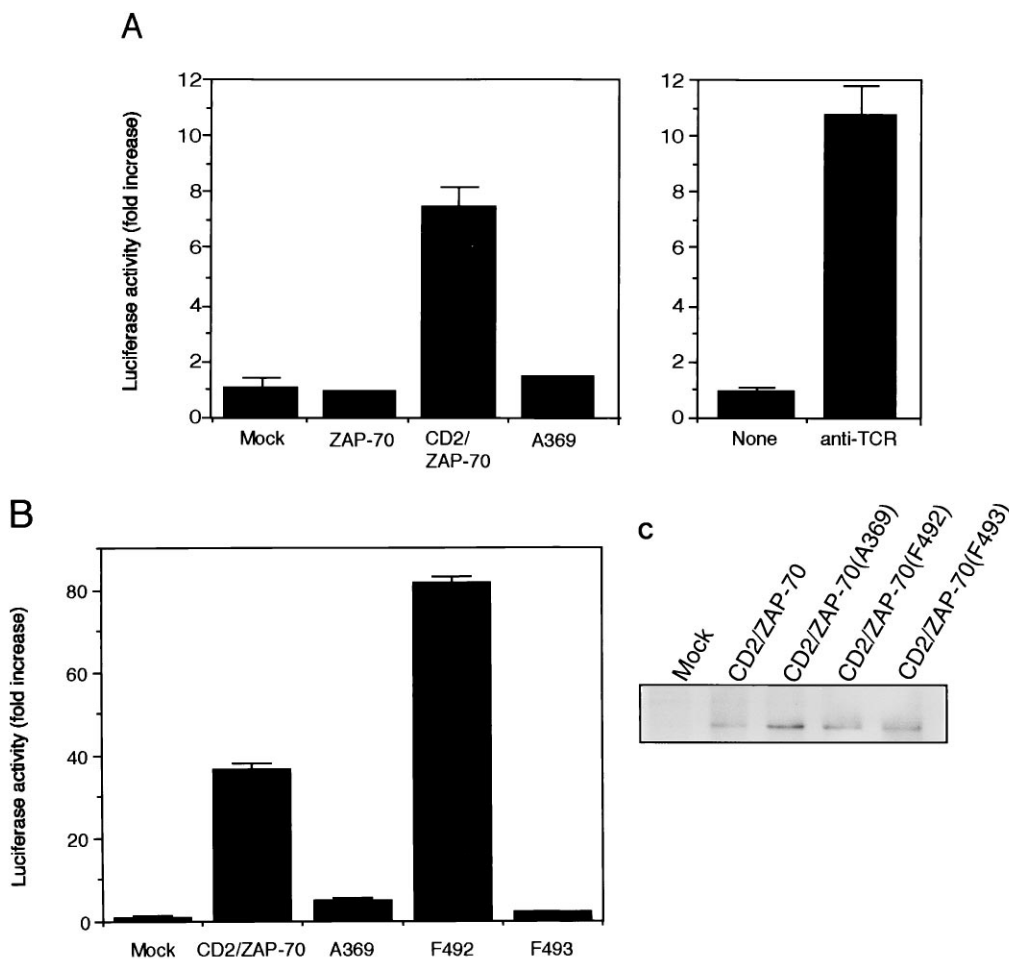 A
Luciferase activity (fold increase)
12
10
8
6
4
2
0
Mock
ZAP-70
CD2/
ZAP-70
A369
12
10
8
6
4
2
0
None
anti-TCR
B
Luciferase activity (fold increase)
80
60
40
20
0
Mock
CD2/ZAP-70
A369
F492
F493
C
Mock
CD2/ZAP-70
CD2/ZAP-70(A369)
CD2/ZAP-70(F492)
CD2/ZAP-70(F493)